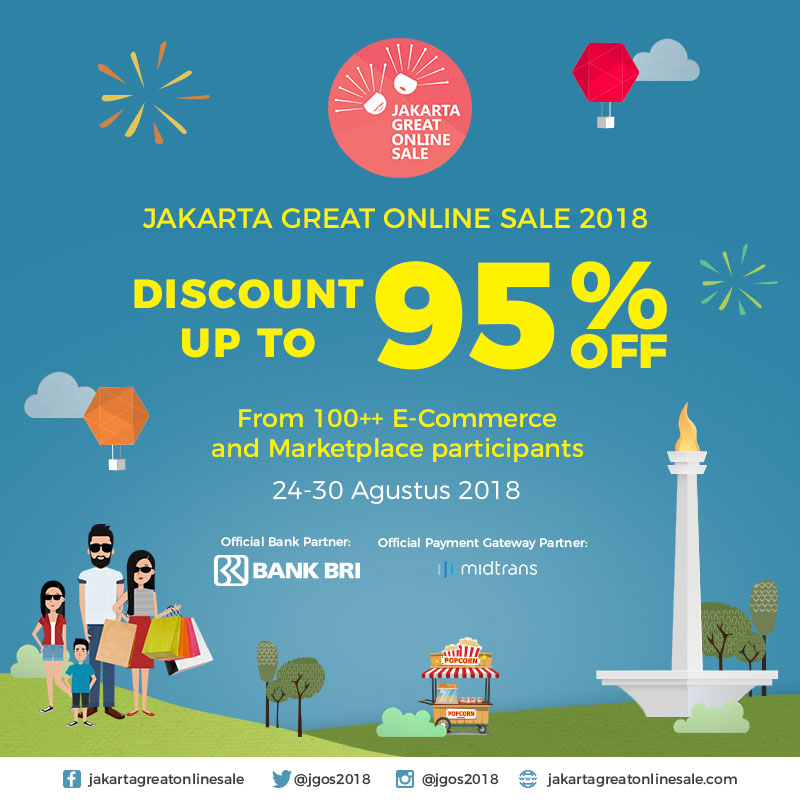 JAKARTA
GREAT
ONLINE
SALE
JAKARTA GREAT ONLINE SALE 2018
DISCOUNT
UP TO
95%
OFF
From 100++ E-Commerce
and Marketplace participants
24-30 Agustus 2018
Official Bank Partner:
BANK BRI
Official Payment Gateway Partner:
midtrans
POPCORN
POPCORN
jakartagreatonlinesale
@jgos2018
@jgos2018
jakartagreatonlinesale.com